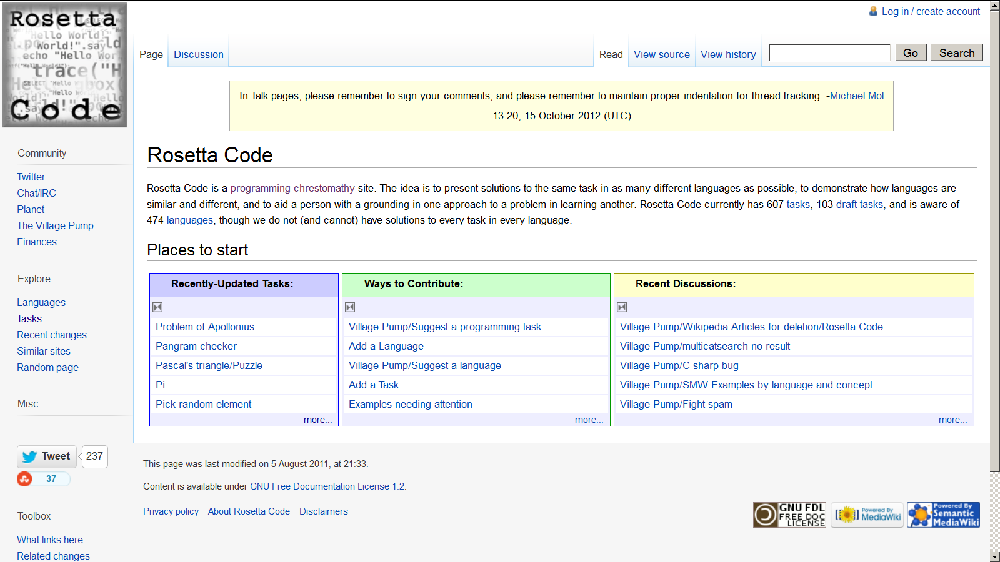 Rosetta
Hello World!"
World!".say
echo "Hello Wor
trace("H
Code
Log in / create account
Page
Discussion
Read
View source
View history
Go
Search
In Talk pages, please remember to sign your comments, and please remember to maintain proper indentation for thread tracking. -Michael Mol
13:20, 15 October 2012 (UTC)
Community
Twitter
Chat/IRC
Planet
The Village Pump
Finances
Explore
Languages
Tasks
Recent changes
Similar sites
Random page
Misc
Tweet
237
37
Toolbox
What links here
Related changes
Rosetta Code
Rosetta Code is a programming chrestomathy site. The idea is to present solutions to the same task in as many different languages as possible, to demonstrate how languages are
similar and different, and to aid a person with a grounding in one approach to a problem in learning another. Rosetta Code currently has 607 tasks, 103 draft tasks, and is aware of
474 languages, though we do not (and cannot) have solutions to every task in every language.
Places to start
Recently-Updated Tasks:
Problem of Apollonius
Pangram checker
Pascal's triangle/Puzzle
Pi
Pick random element
more...
Ways to Contribute:
Village Pump/Suggest a programming task
Add a Language
Village Pump/Suggest a language
Add a Task
Examples needing attention
more...
Recent Discussions:
Village Pump/Wikipedia:Articles for deletion/Rosetta Code
Village Pump/multicatsearch no result
Village Pump/C sharp bug
Village Pump/SMW Examples by language and concept
Village Pump/Fight spam
more...
This page was last modified on 5 August 2011, at 21:33.
Content is available under GNU Free Documentation License 1.2.
Privacy policy
About Rosetta Code
Disclaimers
GNU FDL
FREE DOC
LICENSE
Powered By
MediaWiki
Powered By
Semantic
MediaWiki